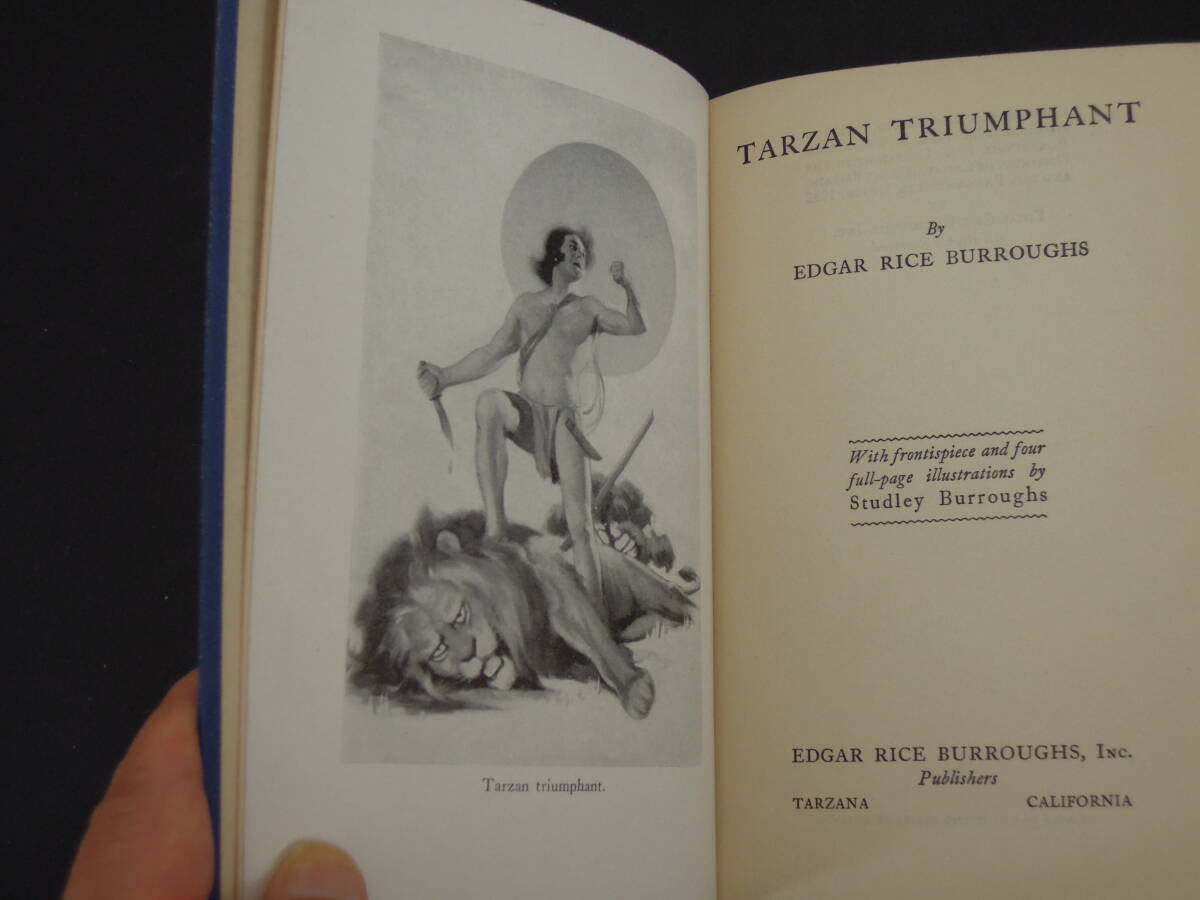 Tarzan triumphant.
TARZAN TRIUMPHANT
By
EDGAR RICE BURROUGHS
With frontispiece and four
full-page illustrations by
Studley Burroughs
EDGAR RICE BURROUGHS, INC.
Publishers
TARZANA CALIFORNIA